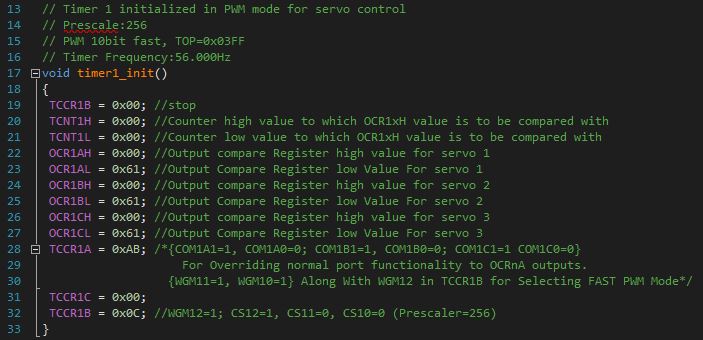 13 // Timer 1 initialized in PWM mode for servo control
14 // Prescale:256
15 // PWM 10bit fast, TOP=0x03FF
16 // Timer Frequency:56.000Hz
17 void timer1_init()
18 {
19 TCCR1B = 0x00; //stop
20 TCNT1H = 0x00; //Counter high value to which OCR1xH value is to be compared with
21 TCNT1L = 0x00; //Counter low value to which OCR1xH value is to be compared with
22 OCR1AH = 0x00; //Output compare Register high value for servo 1
23 OCR1AL = 0x61; //Output Compare Register low Value For servo 1
24 OCR1BH = 0x00; //Output Compare Register high value for servo 2
25 OCR1BL = 0x61; //Output Compare Register low Value For servo 2
26 OCR1CH = 0x00; //Output Compare Register high value for servo 3
27 OCR1CL = 0x61; //Output Compare Register low Value For servo 3
28 TCCR1A = 0xAB; /*{COM1A1=1, COM1A0=0; COM1B1=1, COM1B0=0; COM1C1=1 COM1C0=0}
29 For Overriding normal port functionality to OCRnA outputs.
30 {WGM11=1, WGM10=1} Along With WGM12 in TCCR1B for Selecting FAST PWM Mode*/
31 TCCR1C = 0x00;
32 TCCR1B = 0x0C; //WGM12=1; CS12=1, CS11=0, CS10=0 (Prescaler=256)
33 }